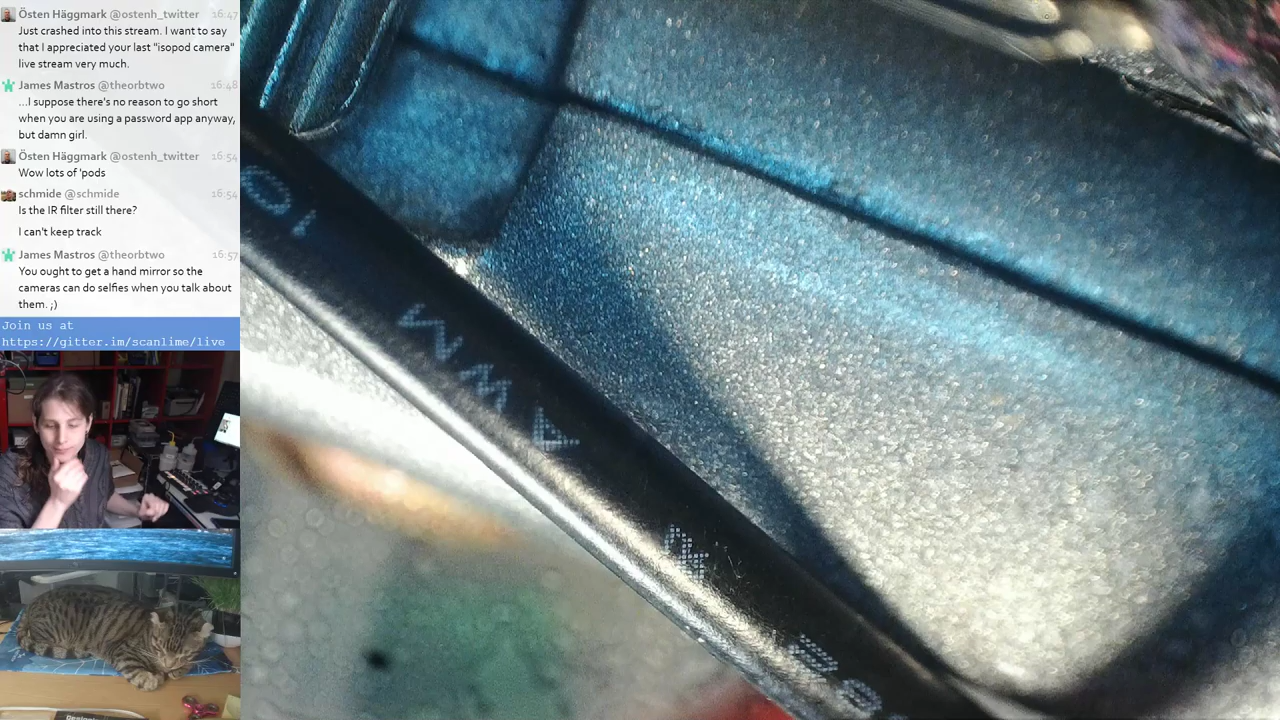 Östen Häggmark @ostenh_twitter 16:47
Just crashed into this stream. I want to say
that I appreciated your last "isopod camera"
live stream very much.
James Mastros @theorbtwo 16:48
...I suppose there's no reason to go short
when you are using a password app anyway,
but damn girl.
Östen Häggmark @ostenh_twitter 16:54
Wow lots of 'pods
schmide @schmide 16:54
Is the IR filter still there?
I can't keep track
James Mastros @theorbtwo 16:57
You ought to get a hand mirror so the
cameras can do selfies when you talk about
them. ;)
Join us at
https://gitter.im/scanlime/live